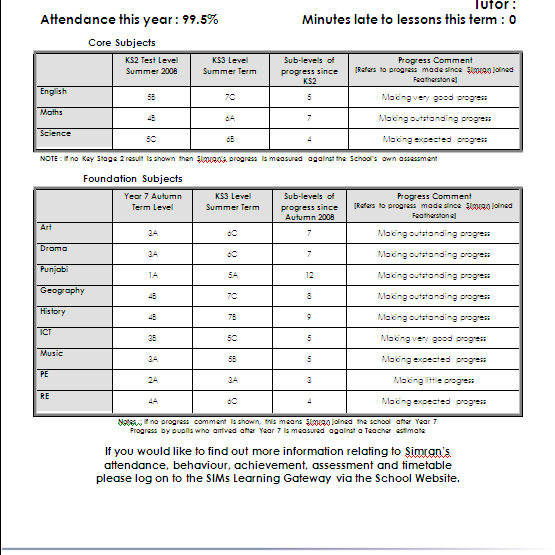 Tutor :
Attendance this year : 99.5% Minutes late to lessons this term : 0
Core Subjects
KS2 Test Level Summer 2008 KS3 Level Summer Term Sub-levels of progress since KS2 Progress Comment (Refers to progress made since Simran joined Featherstone)
English 5B 7C 5 Making very good progress
Maths 4B 6A 7 Making outstanding progress
Science 5C 6B 4 Making expected progress
NOTE : If no Key Stage 2 result is shown then Simran's progress is measured against the School's own assessment
Foundation Subjects
Year 7 Autumn Term Level KS3 Level Summer Term Sub-levels of progress since Autumn 2008 Progress Comment (Refers to progress made since Simran joined Featherstone)
Art 3A 6C 7 Making outstanding progress
Drama 3A 6C 7 Making outstanding progress
Punjabi 1A 5A 12 Making outstanding progress
Geography 4B 7C 8 Making outstanding progress
History 4B 7B 9 Making outstanding progress
ICT 3B 5C 5 Making very good progress
Music 3A 5B 5 Making expected progress
PE 2A 3A 3 Making little progress
RE 4A 6C 4 Making expected progress
Notes : If no progress comment is shown, this means Simran joined the school after Year 7
Progress by pupils who arrived after Year 7 is measured against a Teacher estimate
If you would like to find out more information relating to Simran's
attendance, behaviour, achievement, assessment and timetable
please log on to the SIMs Learning Gateway via the School Website.